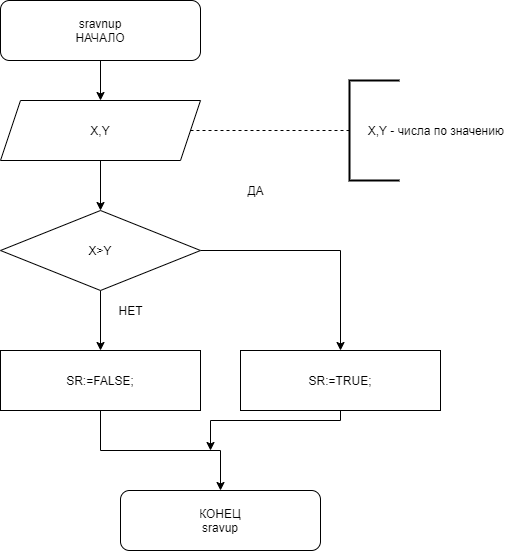 sravnup
НАЧАЛО
X,Y
X,Y - числа по значению
ДА
X>Y
НЕТ
SR:=FALSE;
SR:=TRUE;
КОНЕЦ
sravup